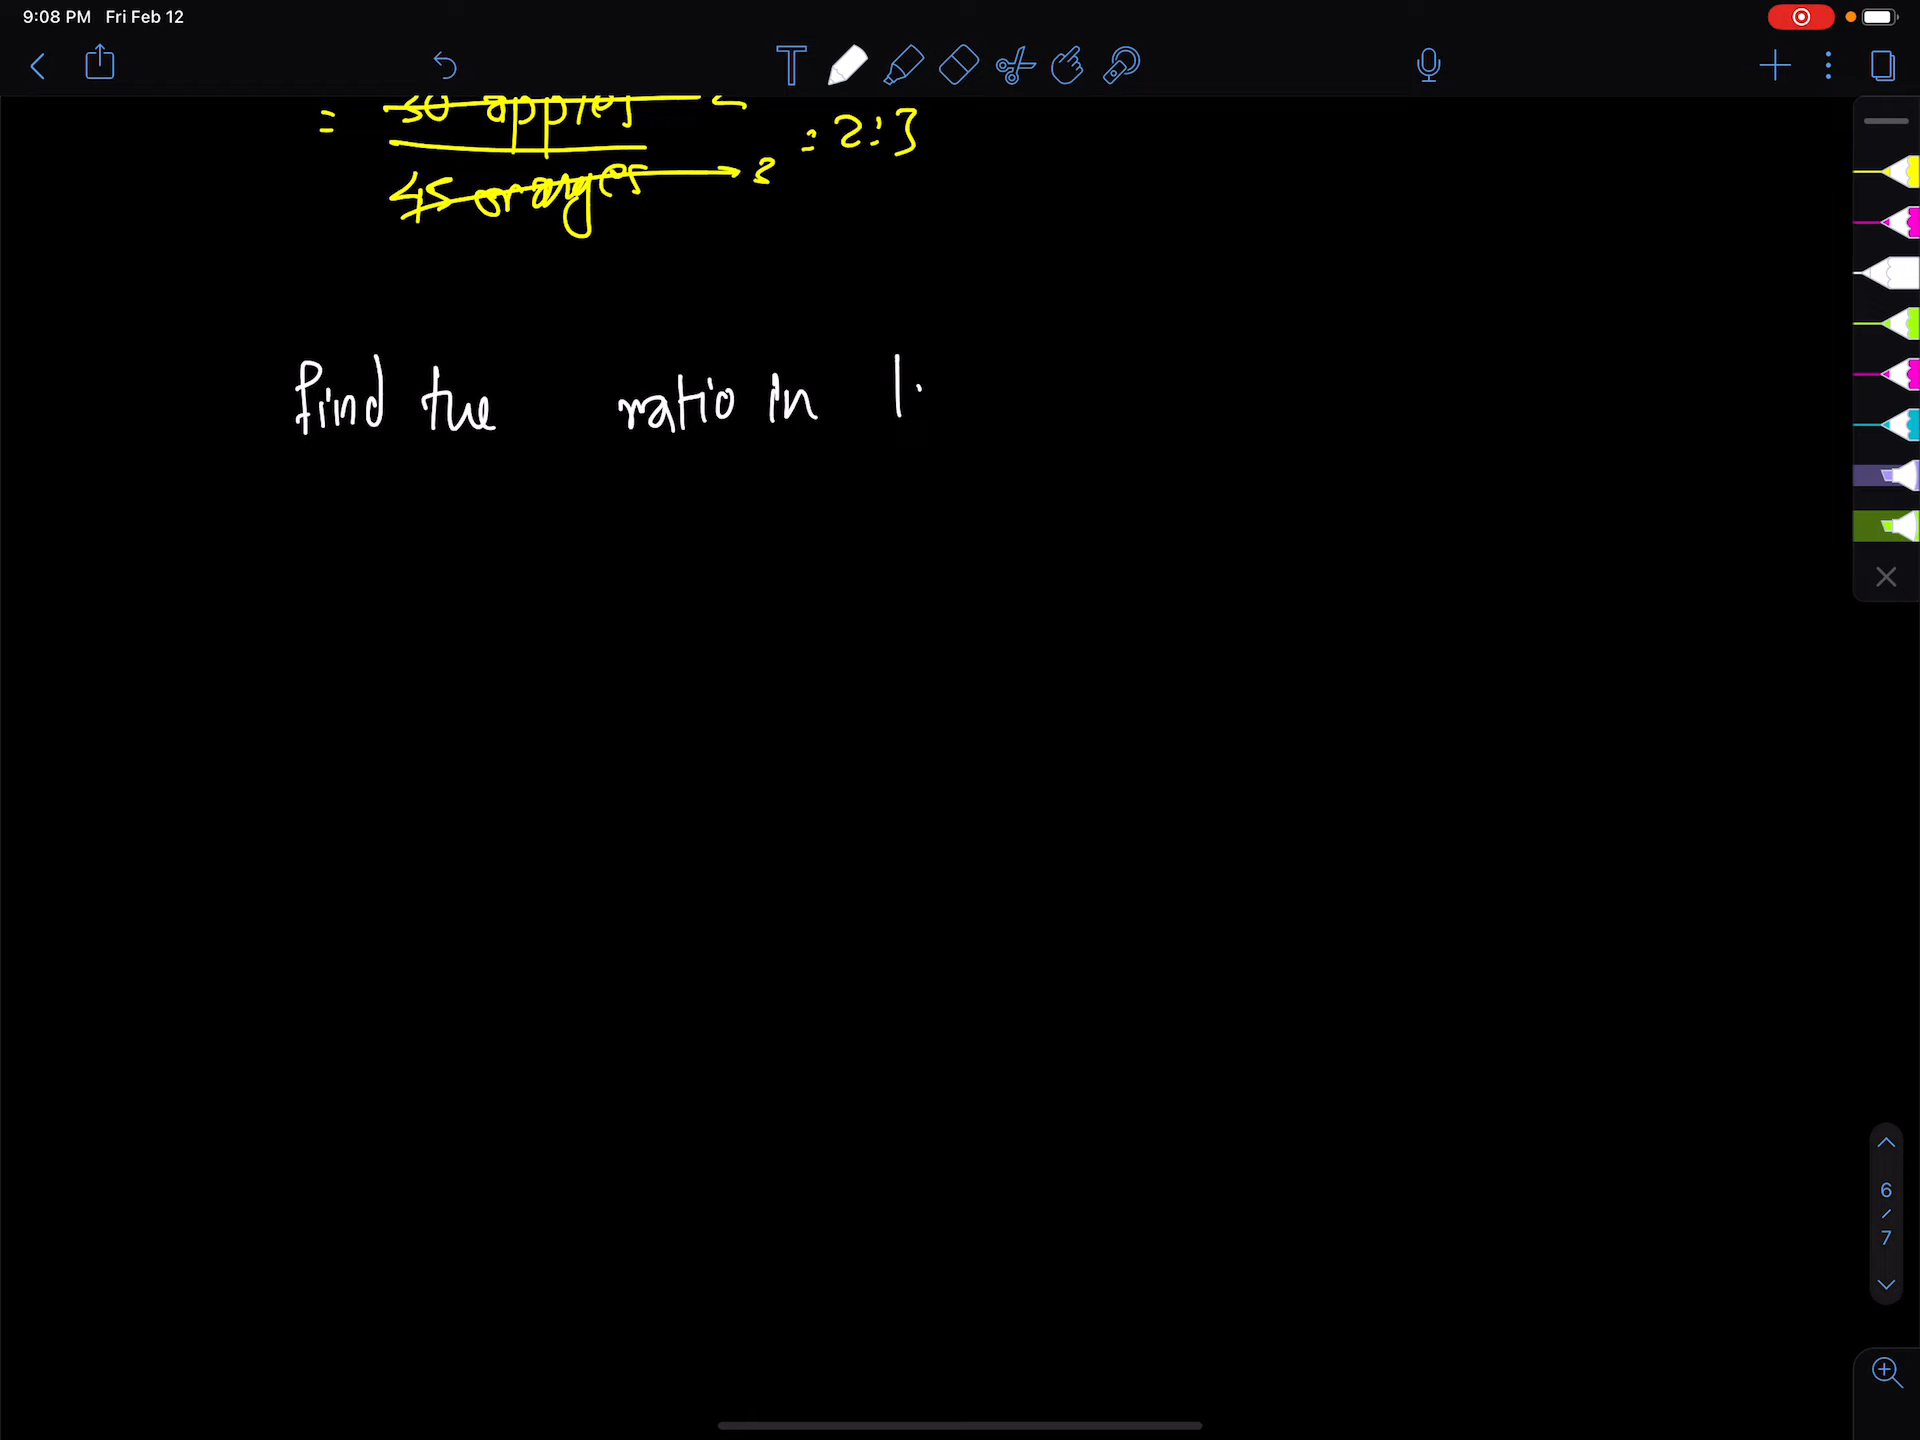 9:08 PM Fri Feb 12
= 30 apples 2
45 oranges 3
= 2:3
find the ratio in l
6
/
7